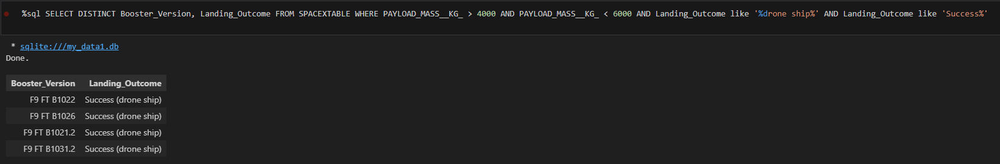 %sql SELECT DISTINCT Booster_Version, Landing_Outcome FROM SPACEXTABLE WHERE PAYLOAD_MASS__KG_ > 4000 AND PAYLOAD_MASS__KG_ < 6000 AND Landing_Outcome like '%drone ship%' AND Landing_Outcome like 'Success%'
* sqlite:///my_data1.db
Done.
Booster_Version Landing_Outcome
F9 FT B1022 Success (drone ship)
F9 FT B1026 Success (drone ship)
F9 FT B1021.2 Success (drone ship)
F9 FT B1031.2 Success (drone ship)